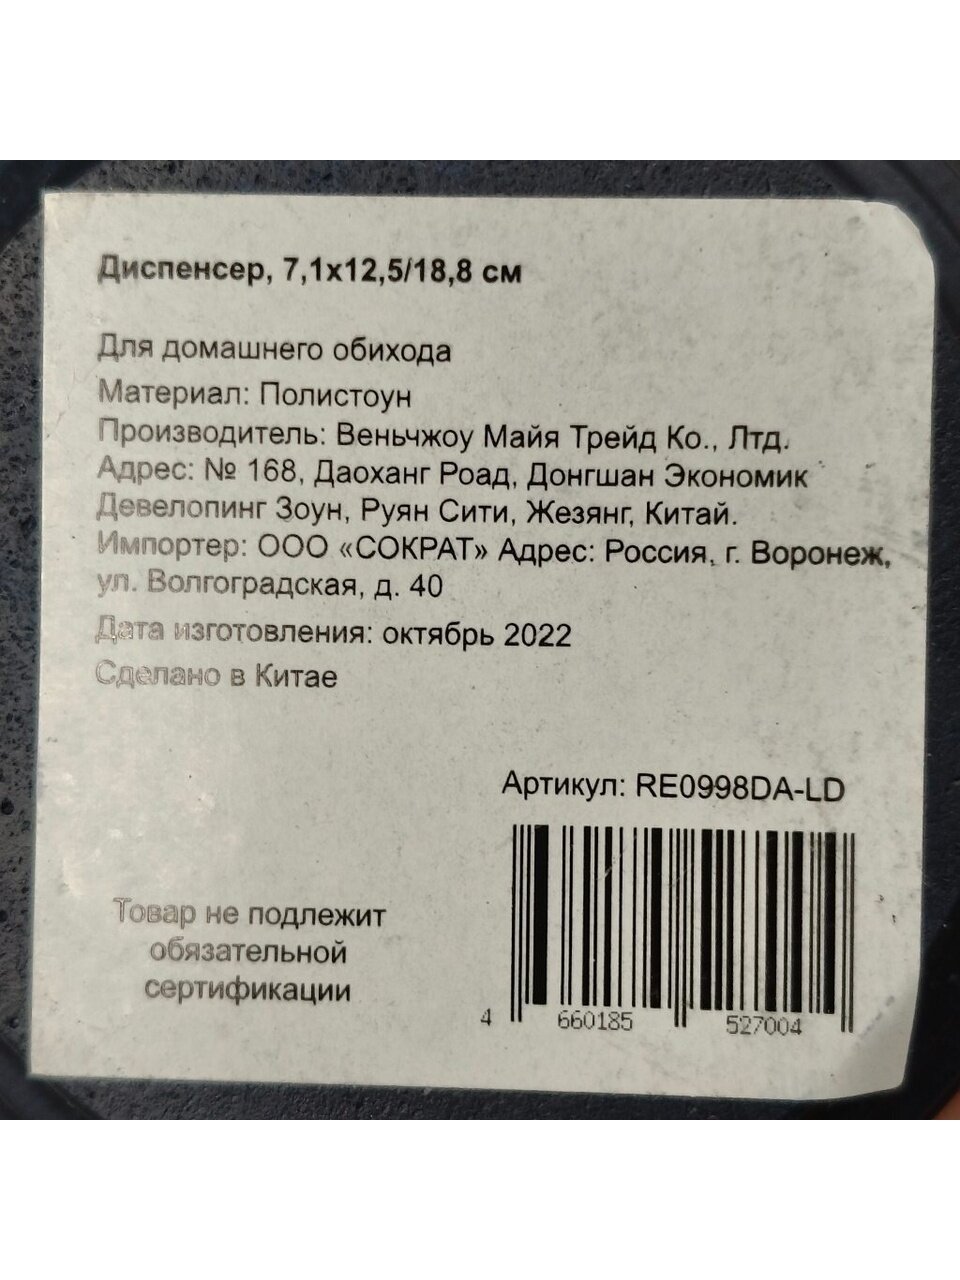 Диспенсер, 7,1х12,5/18,8 см
Для домашнего обихода
Материал: Полистоун
Производитель: Веньчжоу Майя Трейд Ко., Лтд.
Адрес: № 168, Даоханг Роад, Донгшан Экономик
Девелопинг Зоун, Руян Сити, Жезянг, Китай.
Импортер: ООО «СОКРАТ» Адрес: Россия, г. Воронеж,
ул. Волгоградская, д. 40
Дата изготовления: октябрь 2022
Сделано в Китае
Артикул: RE0998DA-LD
4 660185 527004
Товар не подлежит
обязательной
сертификации